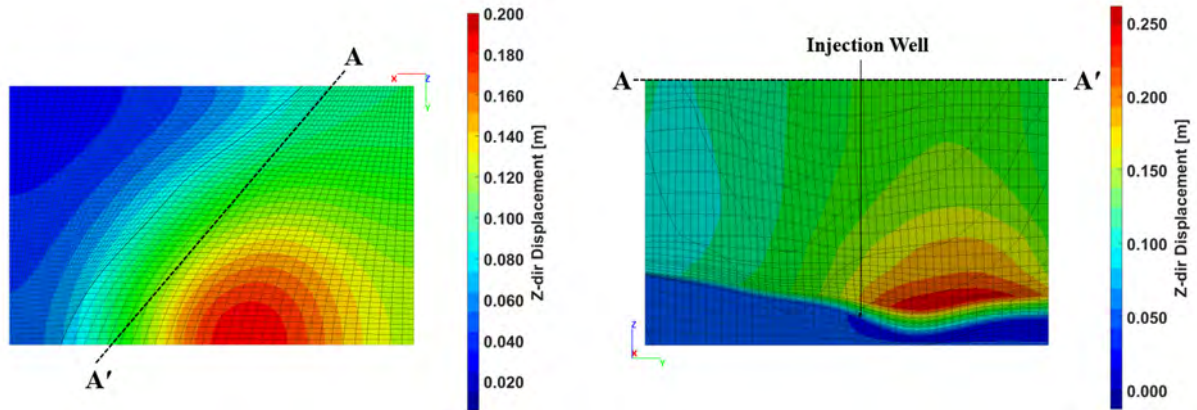 A
X
Z
Y
A'
0.200
0.180
0.160
0.140
0.120
0.100
0.080
0.060
0.040
0.020
Z-dir Displacement [m]
Injection Well
A
A'
Z
X
Y
0.250
0.200
0.150
0.100
0.050
0.000
Z-dir Displacement [m]